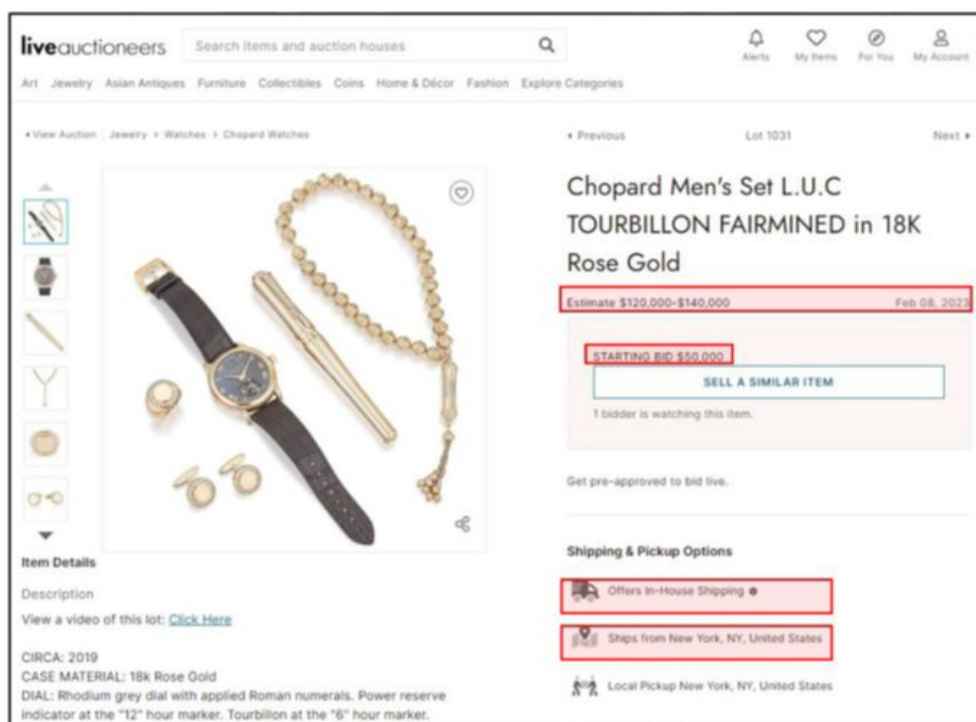 liveauctioneers
Search items and auction houses
Alerts
My Items
For You
My Account
Art Jewelry Asian Antiques Furniture Collectibles Coins Home & Décor Fashion Explore Categories
View Auction Jewelry > Watches > Chopard Watches
Previous
Lot 1031
Next
Chopard Men's Set L.U.C
TOURBILLON FAIRMINED in 18K
Rose Gold
Estimate $120,000-$140,000
Feb 08, 2023
STARTING BID $50,000
SELL A SIMILAR ITEM
1 bidder is watching this item.
Get pre-approved to bid live.
Shipping & Pickup Options
Offers In-House Shipping
Ships from New York, NY, United States
Local Pickup New York, NY, United States
Item Details
Description
View a video of this lot: Click Here
CIRCA: 2019
CASE MATERIAL: 18k Rose Gold
DIAL: Rhodium grey dial with applied Roman numerals. Power reserve
indicator at the "12" hour marker. Tourbillon at the "6" hour marker.